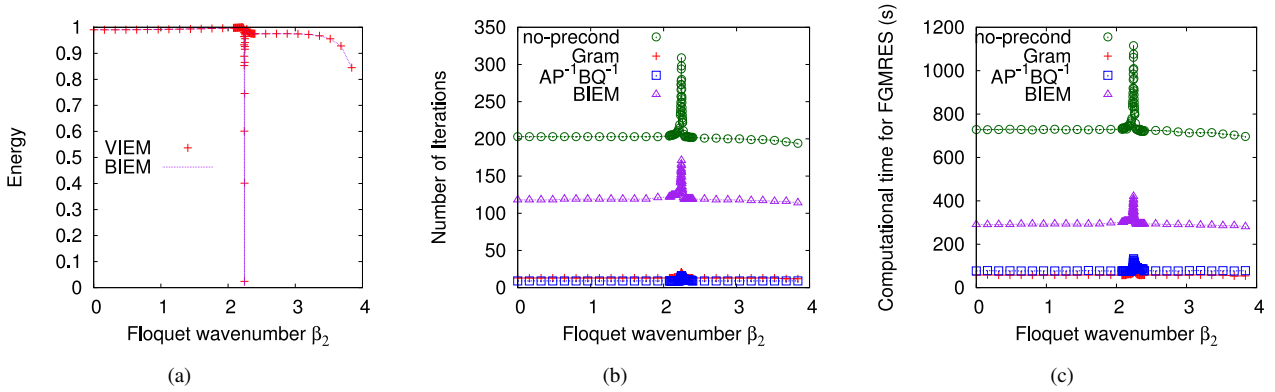 1
0.9
0.8
0.7
0.6
0.5
0.4
0.3
0.2
0.1
0
0 1 2 3 4
Energy
VIEM
BIEM
Floquet wavenumber β2
(a)
350
300
250
200
150
100
50
0
0 1 2 3 4
Number of Iterations
no-precond
Gram
AP-1BQ-1
BIEM
Floquet wavenumber β2
(b)
1200
1000
800
600
400
200
0
0 1 2 3 4
Computational time for FGMRES (s)
no-precond
Gram
AP-1BQ-1
BIEM
Floquet wavenumber β2
(c)